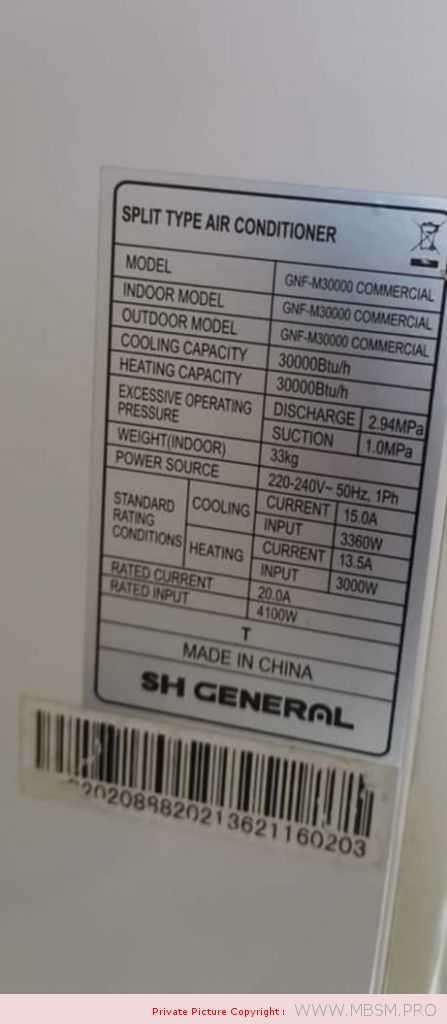 SPLIT TYPE AIR CONDITIONER
MODEL GNF-M30000 COMMERCIAL
INDOOR MODEL GNF-M30000 COMMERCIAL
OUTDOOR MODEL GNF-M30000 COMMERCIAL
COOLING CAPACITY 30000Btu/h
HEATING CAPACITY 30000Btu/h
EXCESSIVE OPERATING PRESSURE DISCHARGE 2.94MPa
SUCTION 1.0MPa
WEIGHT(INDOOR) 33kg
POWER SOURCE 220-240V~ 50Hz, 1Ph
STANDARD RATING CONDITIONS COOLING CURRENT 15.0A
INPUT 3360W
HEATING CURRENT 13.5A
INPUT 3000W
RATED CURRENT 20.0A
RATED INPUT 4100W
T
MADE IN CHINA
SH GENERAL
Private Picture Copyright : WWW.MBSM.PRO